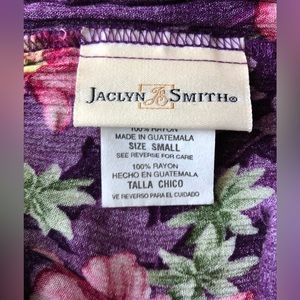 JACLYN JS SMITH®
100% RAYON
MADE IN GUATEMALA
SIZE SMALL
SEE REVERSE FOR CARE
100% RAYON
HECHO EN GUATEMALA
TALLA CHICO
VE REVERSO PARA EL CUIDADO